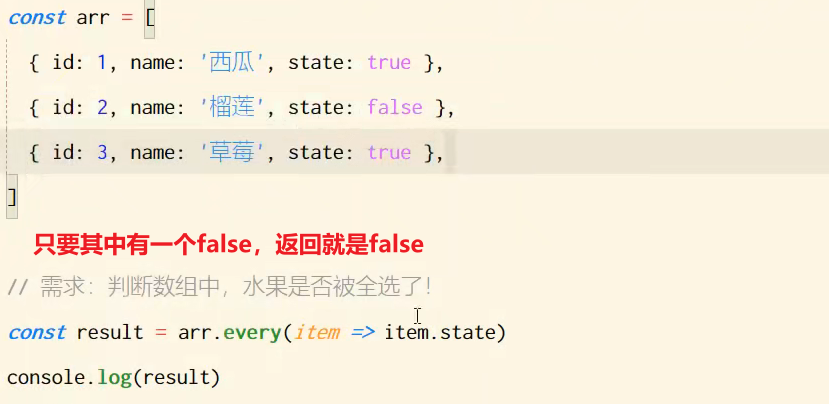 const arr = [
{ id: 1, name: '西瓜', state: true },
{ id: 2, name: '榴莲', state: false },
{ id: 3, name: '草莓', state: true },
]
只要其中有一个false，返回就是false
// 需求：判断数组中，水果是否被全选了！
const result = arr.every(item => item.state)
console.log(result)